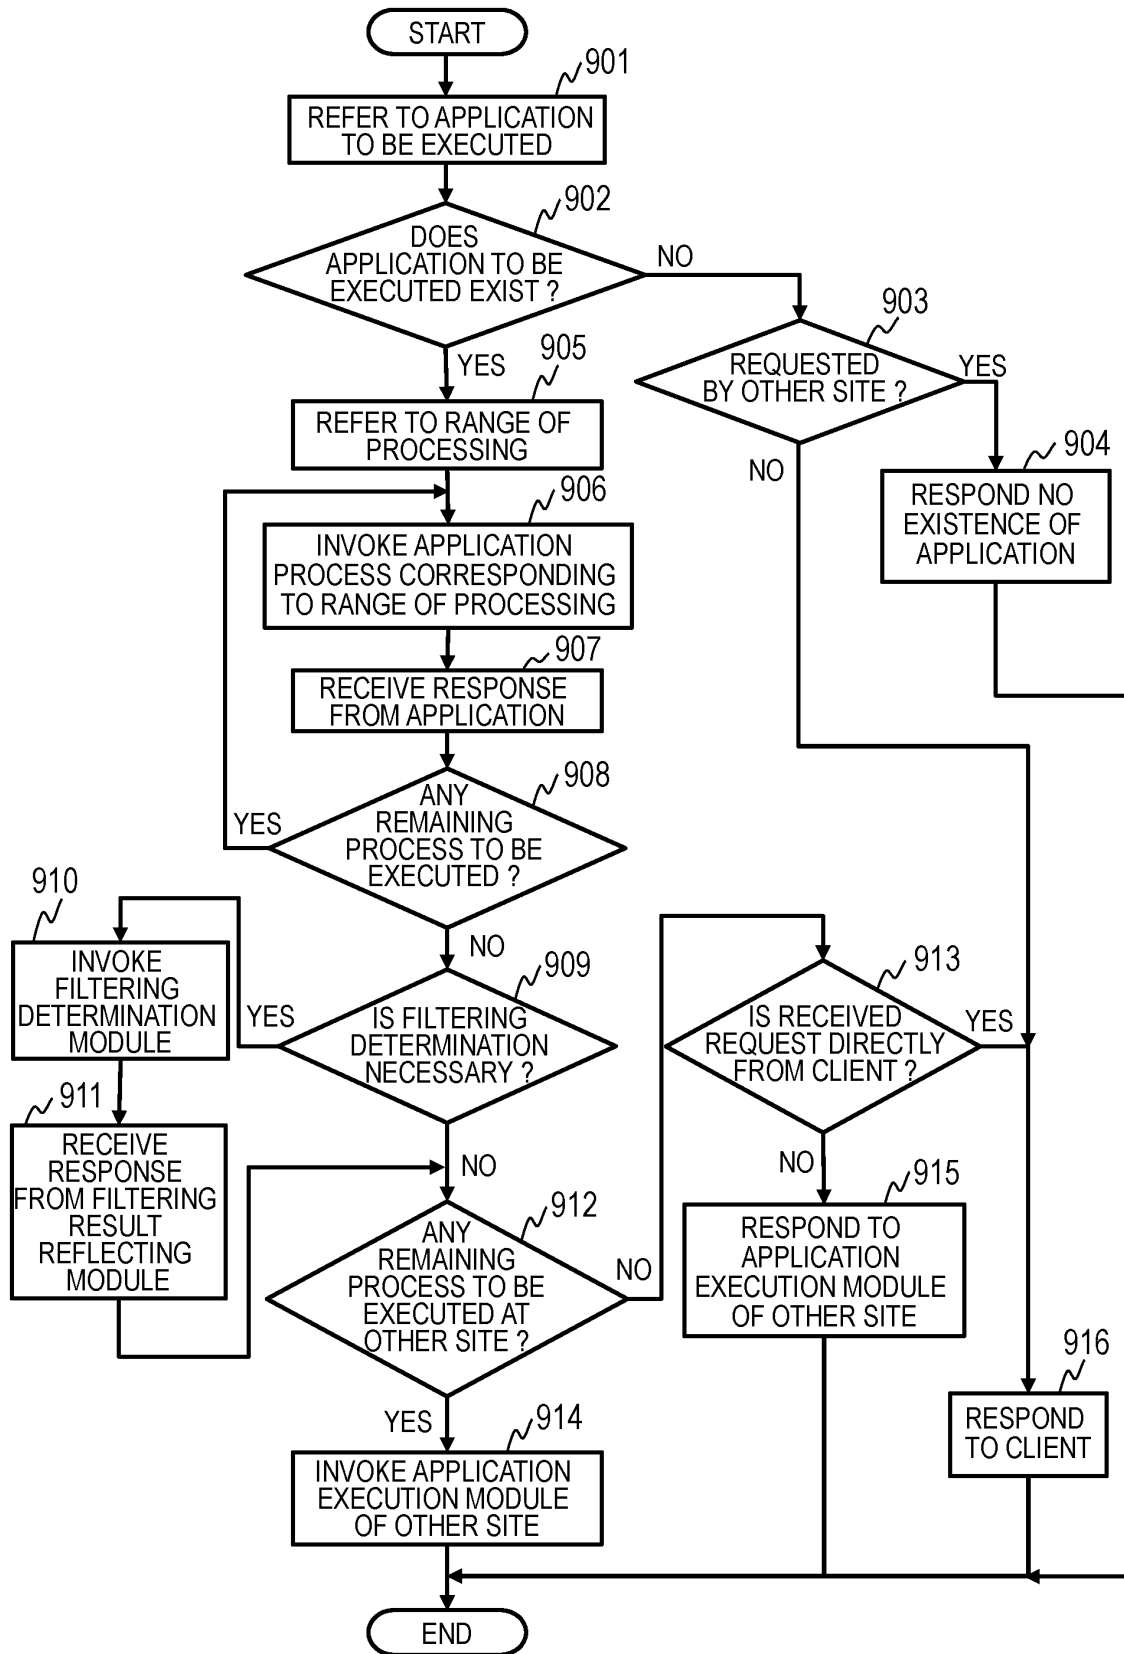 START
901
REFER TO APPLICATION
TO BE EXECUTED
902
DOES
APPLICATION TO BE
EXECUTED EXIST ?
NO
903
REQUESTED
BY OTHER SITE ?
YES
NO
904
RESPOND NO
EXISTENCE OF
APPLICATION
YES
905
REFER TO RANGE OF
PROCESSING
906
INVOKE APPLICATION
PROCESS CORRESPONDING
TO RANGE OF PROCESSING
907
RECEIVE RESPONSE
FROM APPLICATION
908
ANY
REMAINING
PROCESS TO BE
EXECUTED ?
YES
NO
909
IS FILTERING
DETERMINATION
NECESSARY ?
YES
NO
910
INVOKE
FILTERING
DETERMINATION
MODULE
911
RECEIVE
RESPONSE
FROM FILTERING
RESULT
REFLECTING
MODULE
912
ANY
REMAINING
PROCESS TO BE
EXECUTED AT
OTHER SITE ?
NO
YES
913
IS RECEIVED
REQUEST DIRECTLY
FROM CLIENT ?
YES
NO
914
INVOKE APPLICATION
EXECUTION MODULE
OF OTHER SITE
915
RESPOND TO
APPLICATION
EXECUTION MODULE
OF OTHER SITE
916
RESPOND
TO CLIENT
END